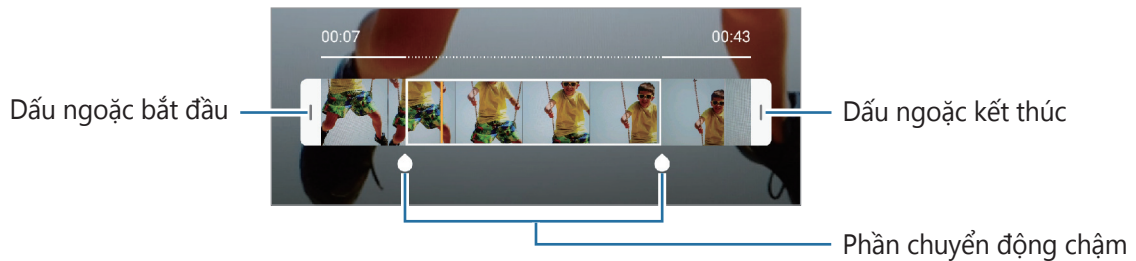 00:07 00:43
Dấu ngoặc bắt đầu
Dấu ngoặc kết thúc
Phần chuyển động chậm